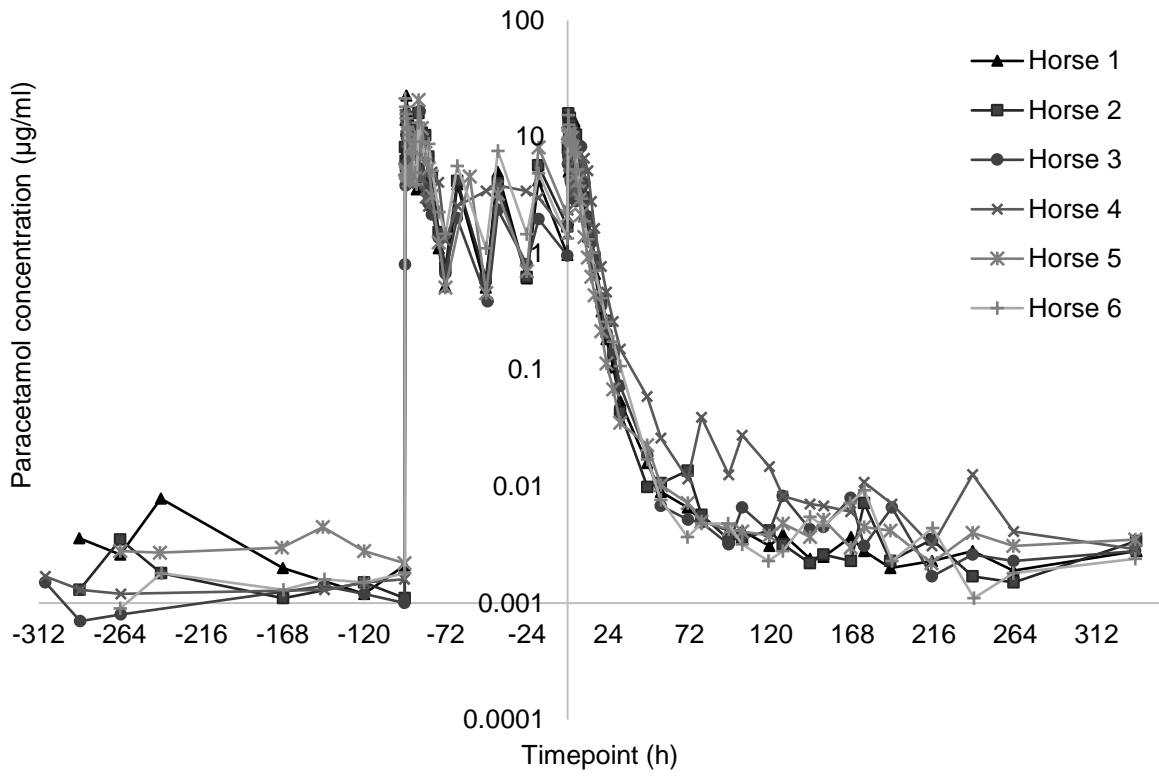 100
10
1
0.1
0.01
0.001
0.0001
Paracetamol concentration (µg/ml)
-312 -264 -216 -168 -120 -72 -24 24 72 120 168 216 264 312
Timepoint (h)
Horse 1
Horse 2
Horse 3
Horse 4
Horse 5
Horse 6